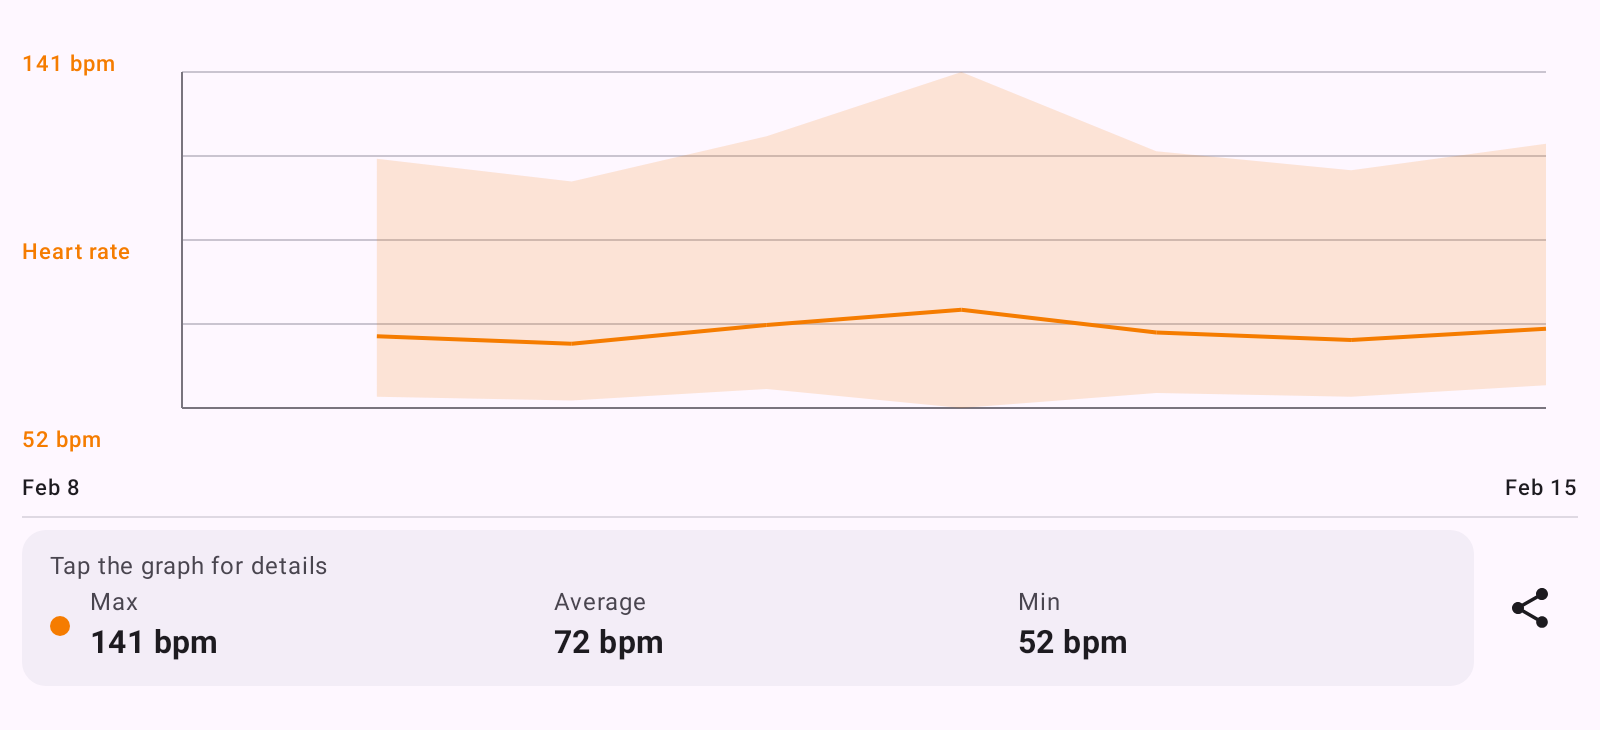 141 bpm
Heart rate
52 bpm
Feb 8
Feb 15
Tap the graph for details
Max
141 bpm
Average
72 bpm
Min
52 bpm